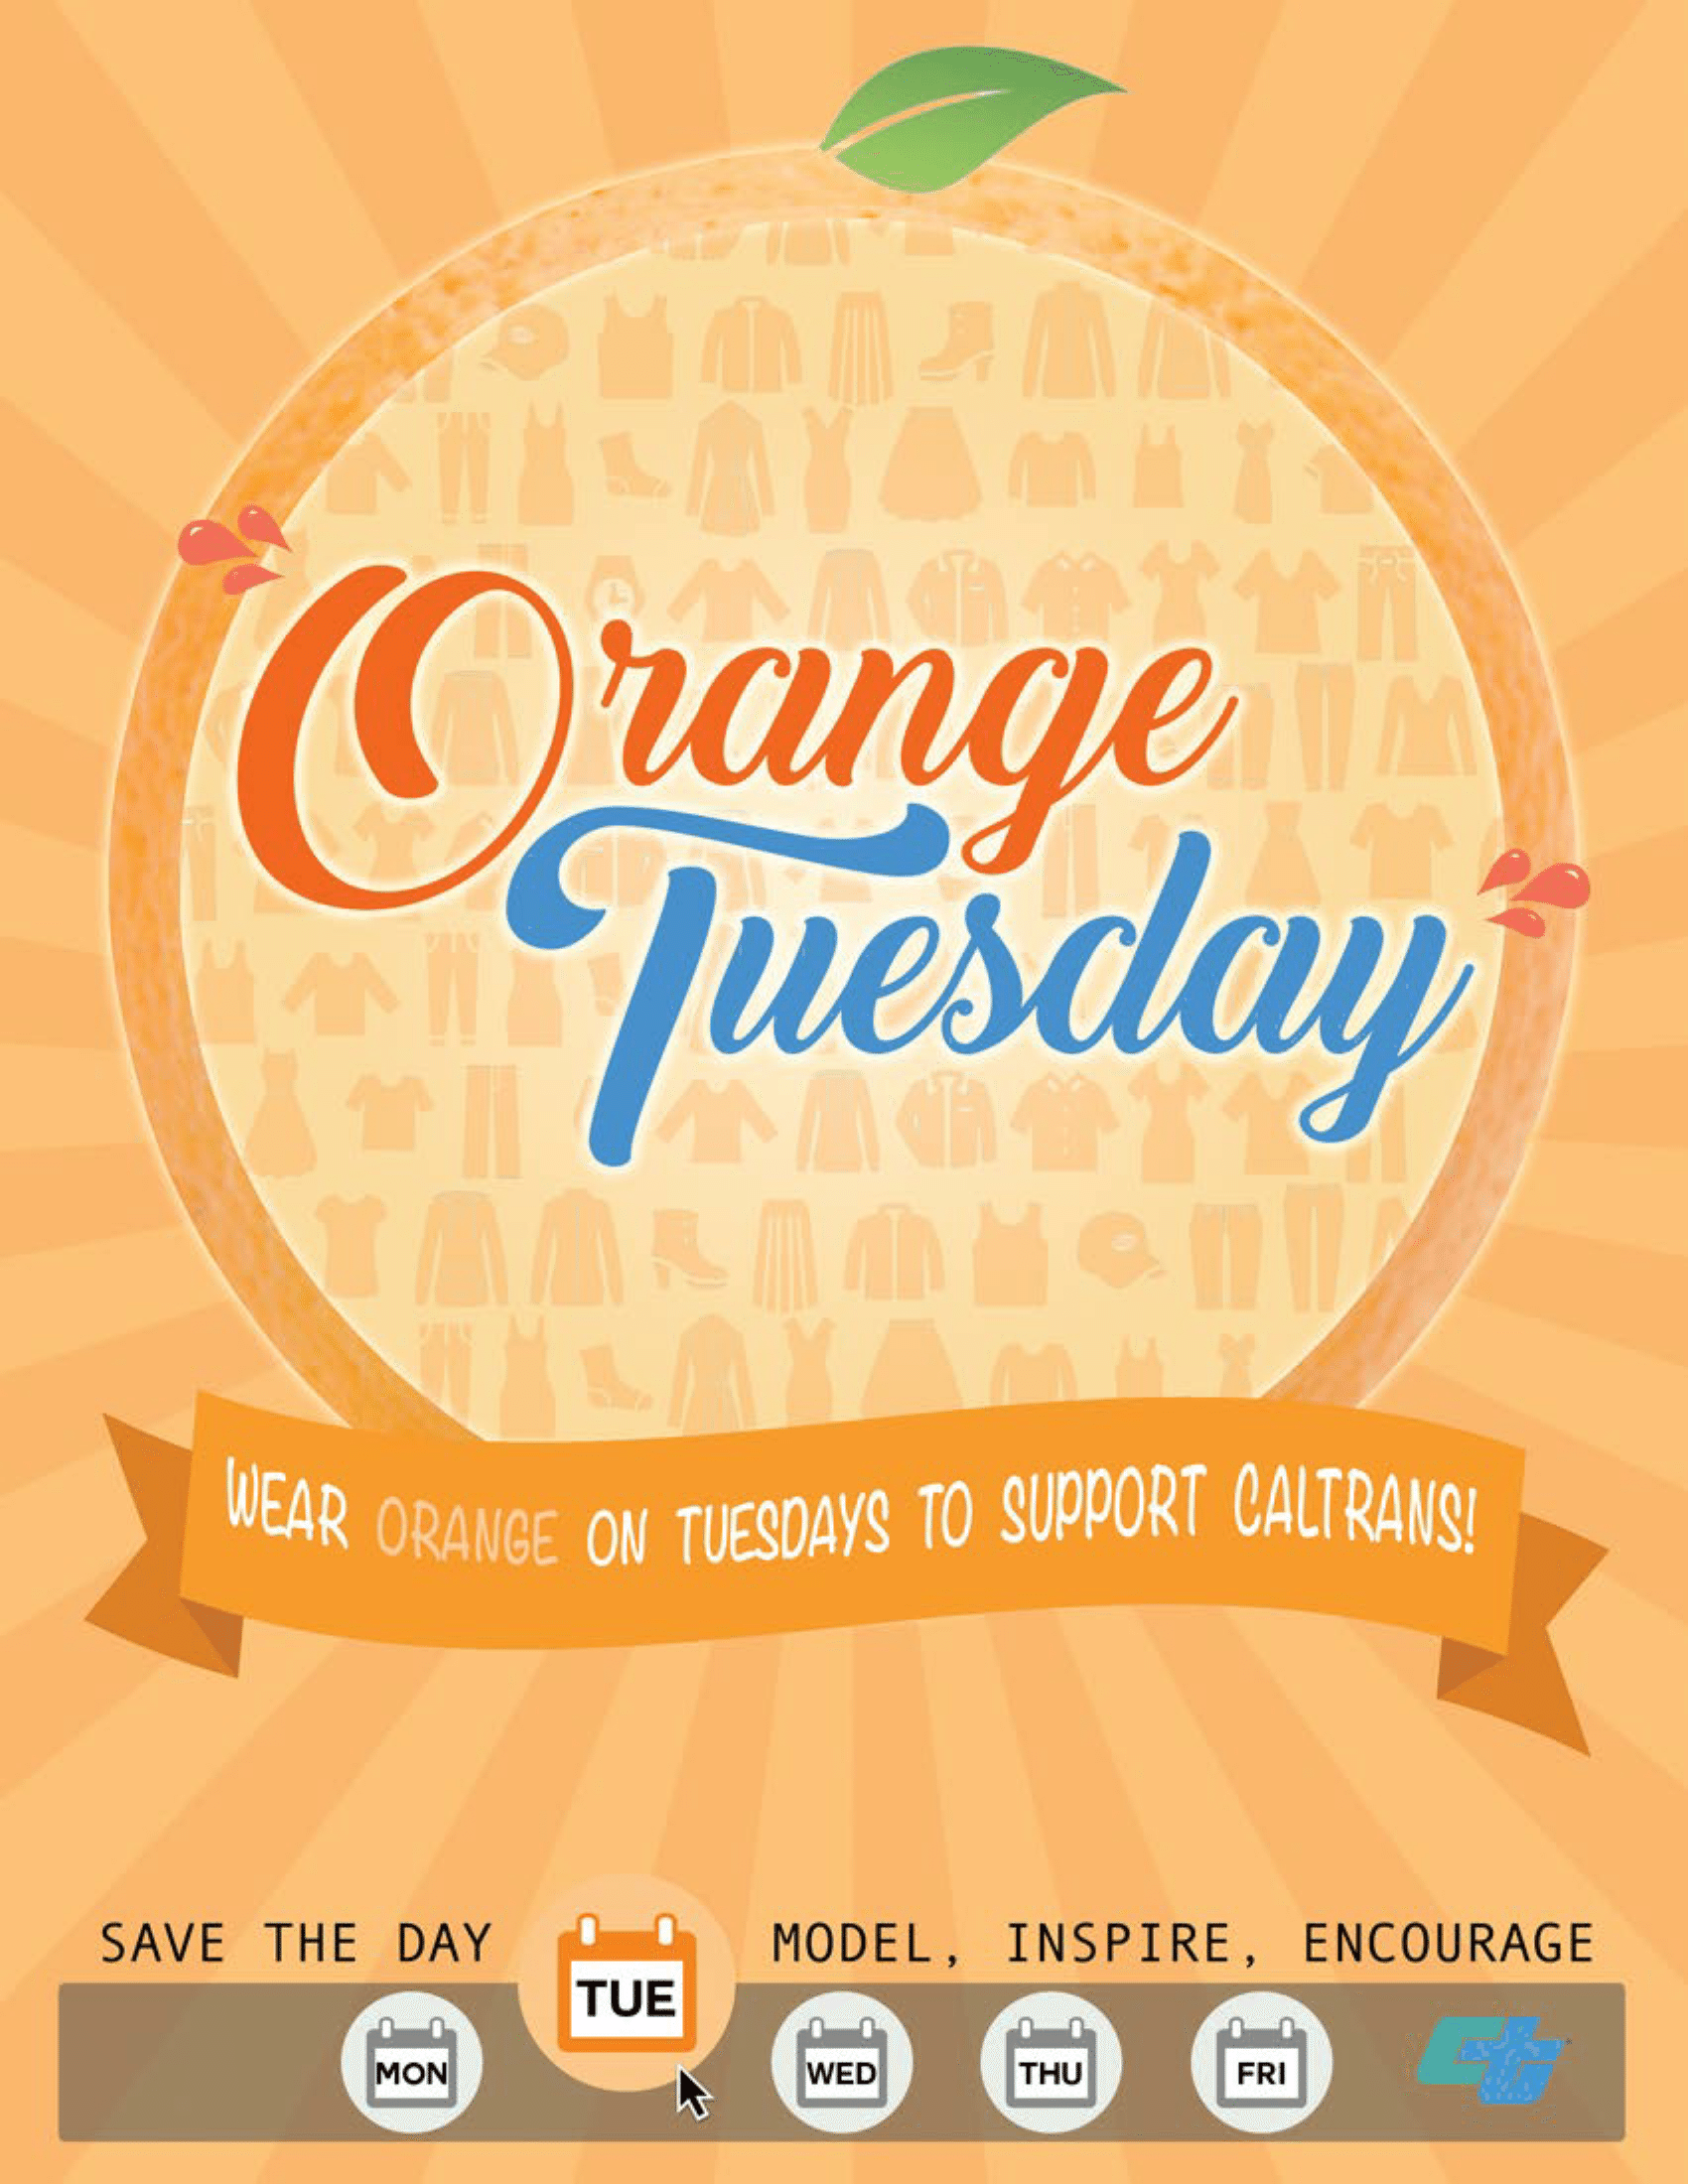 Orange
Tuesday
WEAR ORANGE ON TUESDAYS TO SUPPORT CALTRANS!
SAVE THE DAY
MODEL, INSPIRE, ENCOURAGE
MON
TUE
WED
THU
FRI
Ct